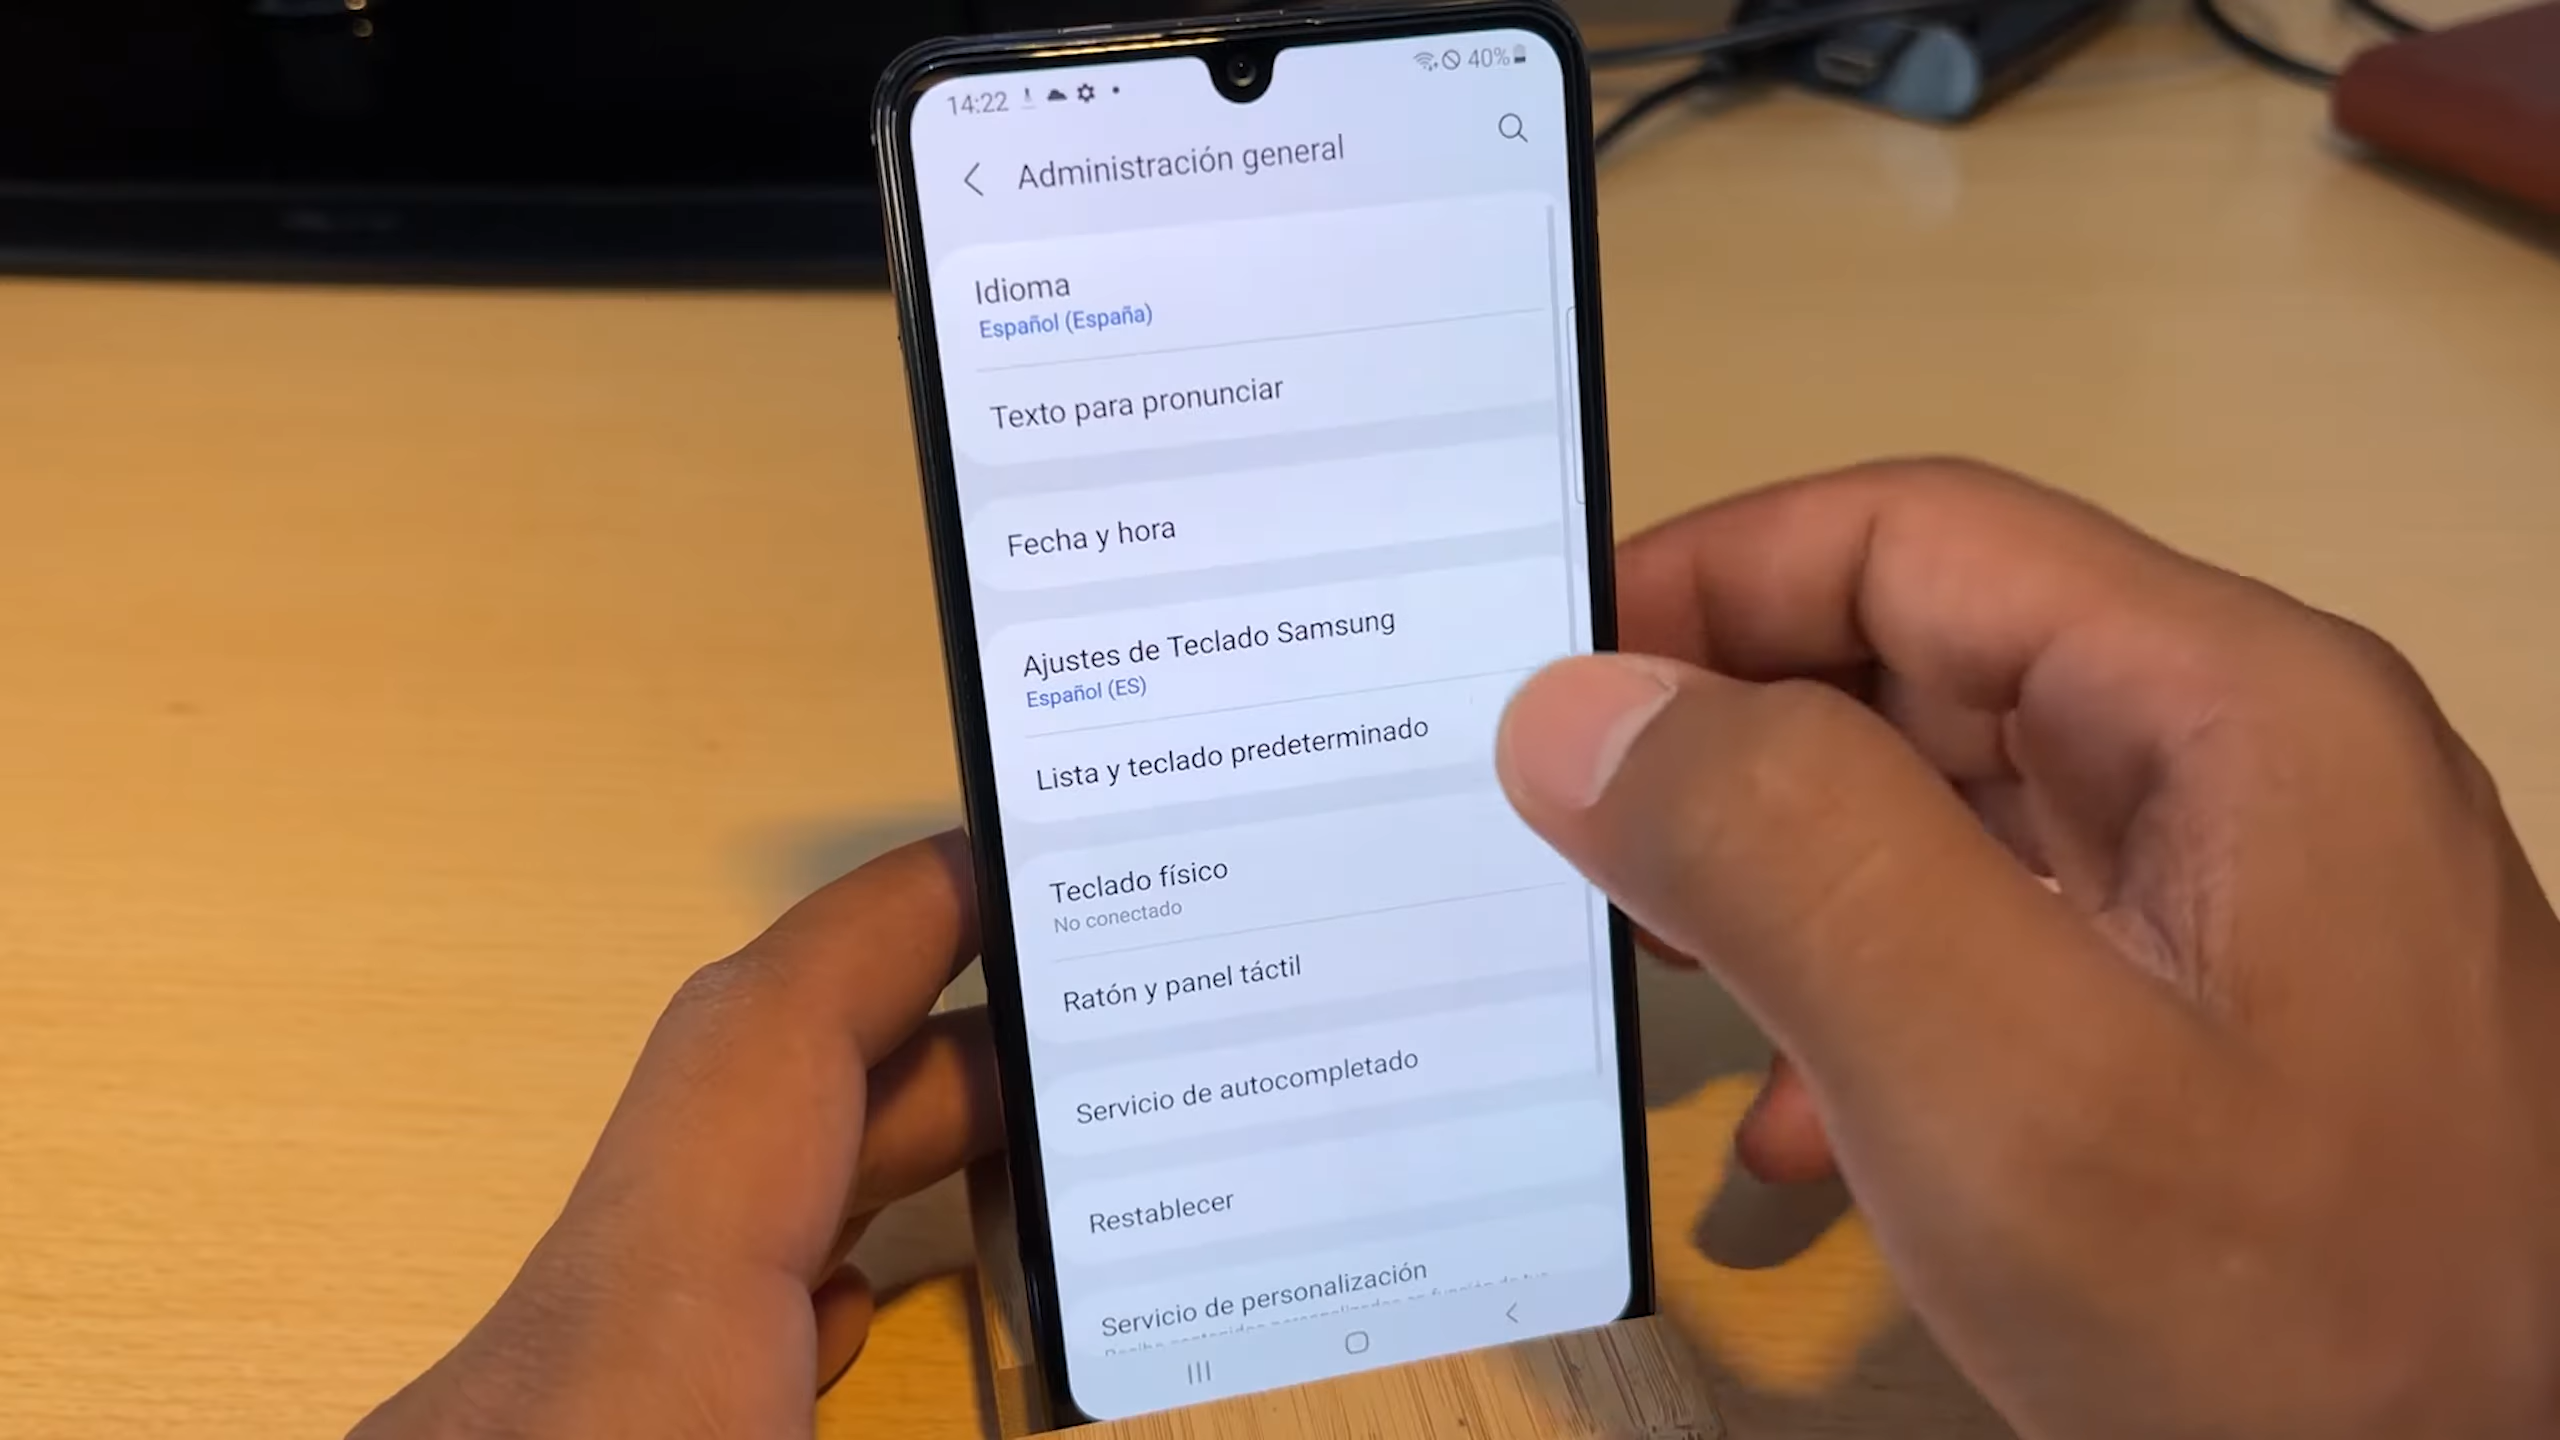 14:22
40%
Administración general
Idioma
Español (España)
Texto para pronunciar
Fecha y hora
Ajustes de Teclado Samsung
Español (ES)
Lista y teclado predeterminado
Teclado físico
No conectado
Ratón y panel táctil
Servicio de autocompletado
Restablecer
Servicio de personalización